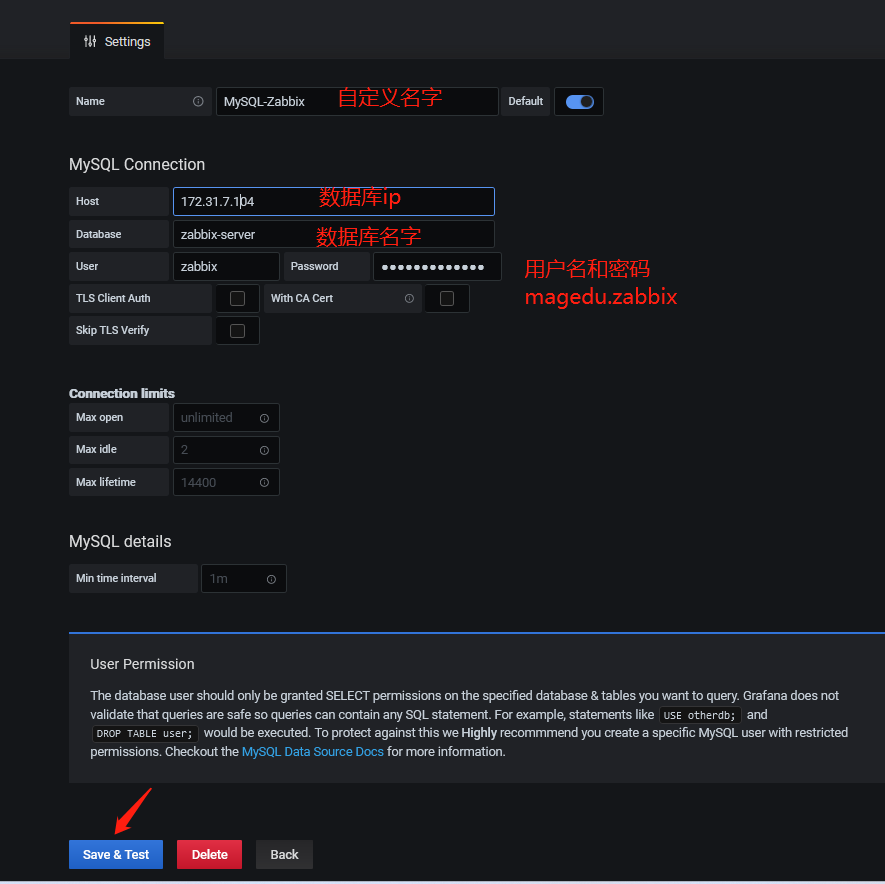 Settings
Name MySQL-Zabbix 自定义名字 Default
MySQL Connection
Host 172.31.7.104 数据库ip
Database zabbix-server 数据库名字
User zabbix Password ●●●●●●●●●●●●● 用户名和密码
magedu.zabbix
TLS Client Auth With CA Cert
Skip TLS Verify
Connection limits
Max open unlimited
Max idle 2
Max lifetime 14400
MySQL details
Min time interval 1m
User Permission
The database user should only be granted SELECT permissions on the specified database & tables you want to query. Grafana does not
validate that queries are safe so queries can contain any SQL statement. For example, statements like USE otherdb; and
DROP TABLE user; would be executed. To protect against this we Highly recommmend you create a specific MySQL user with restricted
permissions. Checkout the MySQL Data Source Docs for more information.
Save & Test Delete Back